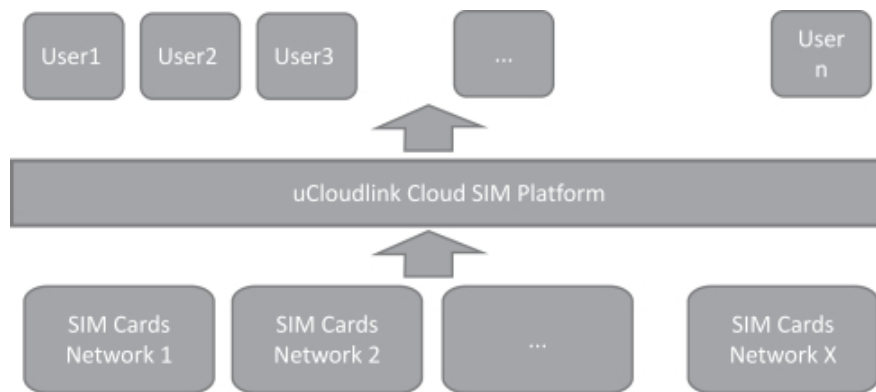 User1
User2
User3
...
User
n
uCloudlink Cloud SIM Platform
SIM Cards
Network 1
SIM Cards
Network 2
...
SIM Cards
Network X